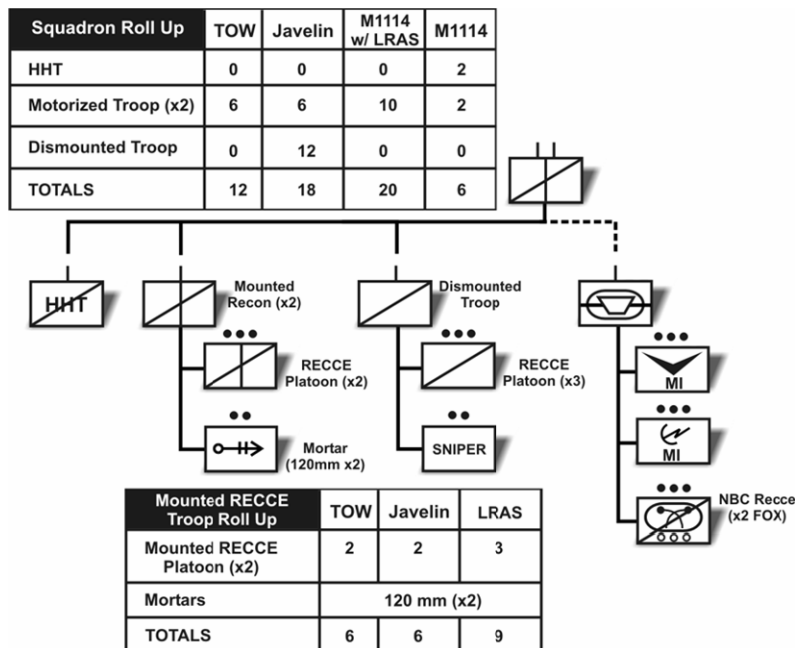 Squadron Roll Up TOW Javelin M1114 w/ LRAS M1114
HHT 0 0 0 2
Motorized Troop (x2) 6 6 10 2
Dismounted Troop 0 12 0 0
TOTALS 12 18 20 6
HHT
Mounted
Recon (x2)
Dismounted
Troop
RECCE
Platoon (x2)
RECCE
Platoon (x3)
MI
Mortar
(120mm x2)
SNIPER
MI
NBC Recce
(x2 FOX)
Mounted RECCE
Troop Roll Up TOW Javelin LRAS
Mounted RECCE
Platoon (x2) 2 2 3
Mortars 120 mm (x2)
TOTALS 6 6 9